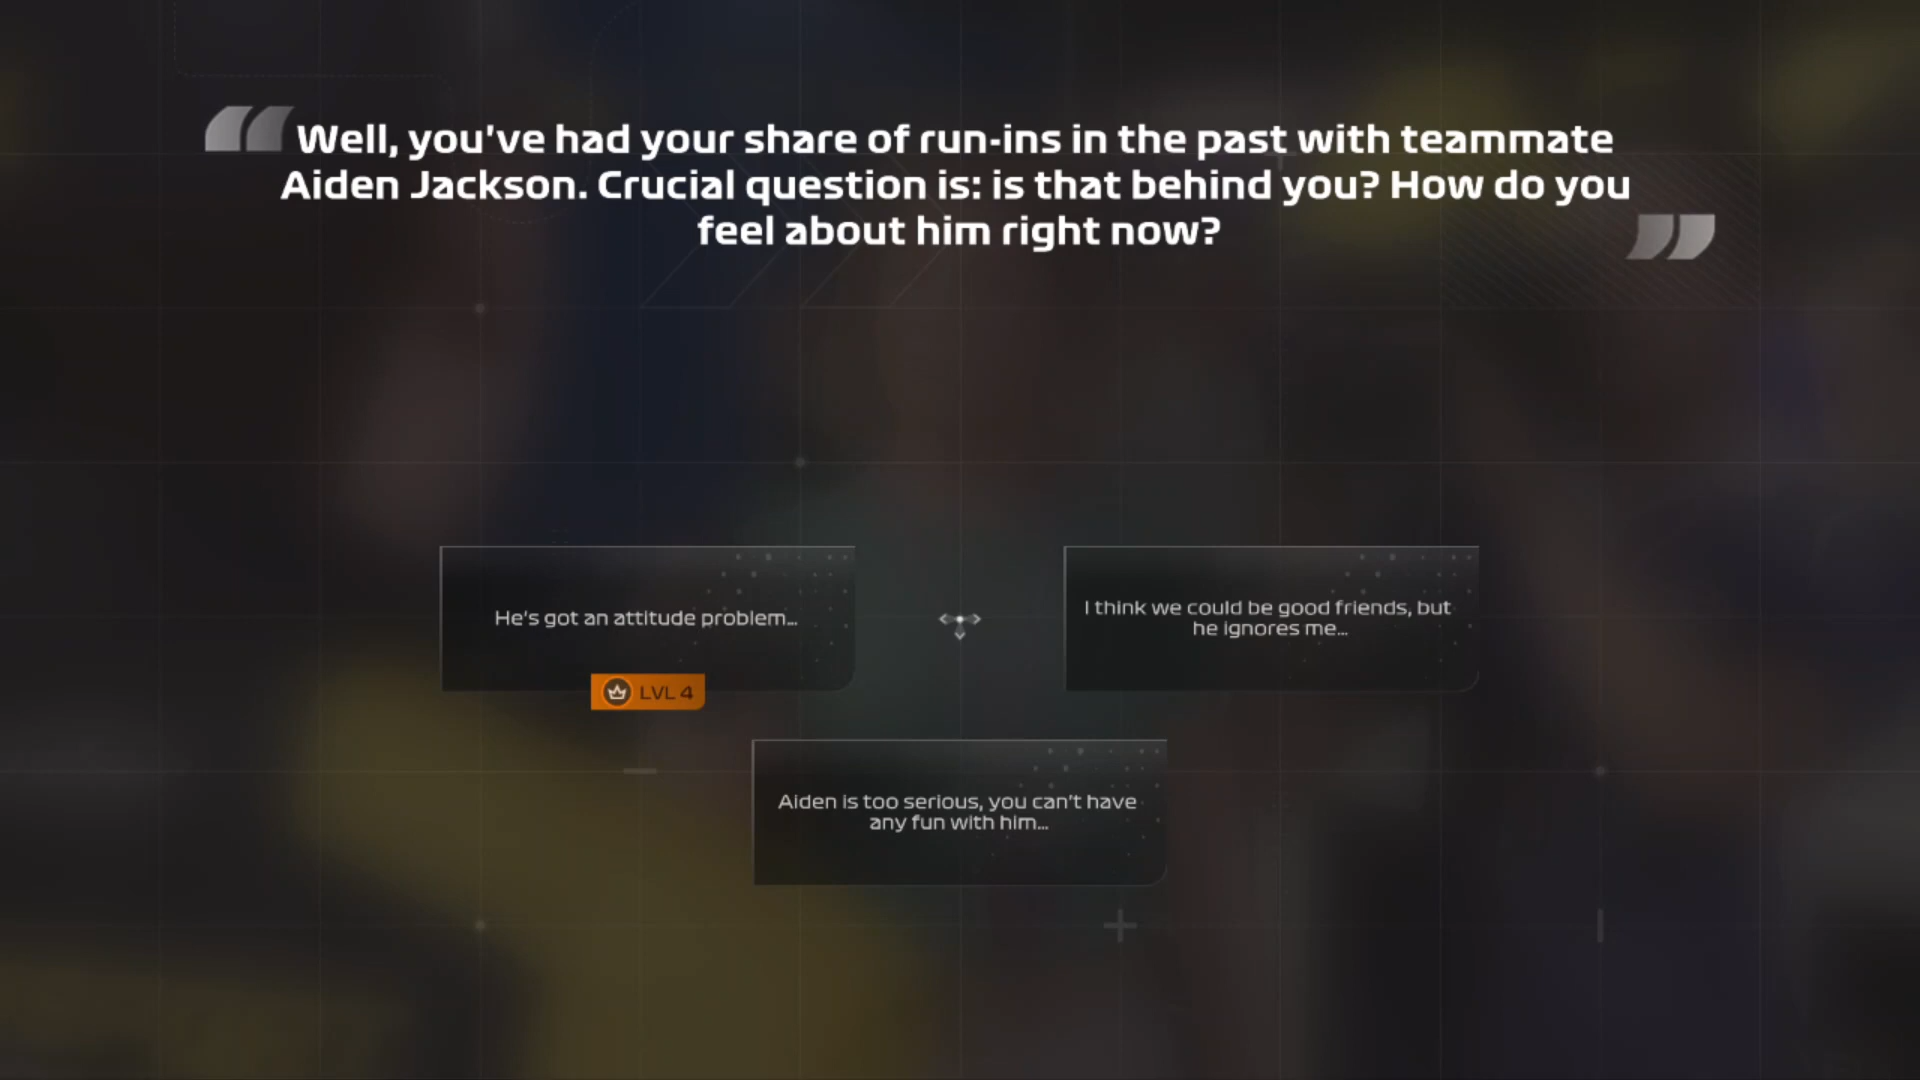 Well, you've had your share of run-ins in the past with teammate
Aiden Jackson. Crucial question is: is that behind you? How do you
feel about him right now?
He's got an attitude problem...
LVL 4
I think we could be good friends, but
he ignores me...
Aiden is too serious, you can't have
any fun with him...